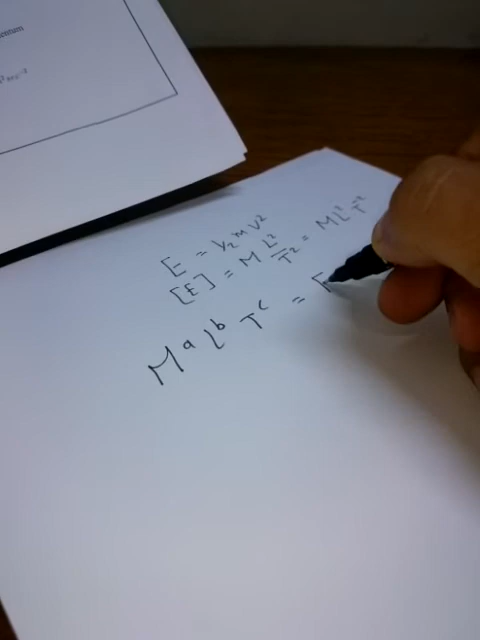 E = 1/2 m V²
[E] = M L²/T² = M L² T⁻²
Mᵃ Lᵇ Tᶜ = [